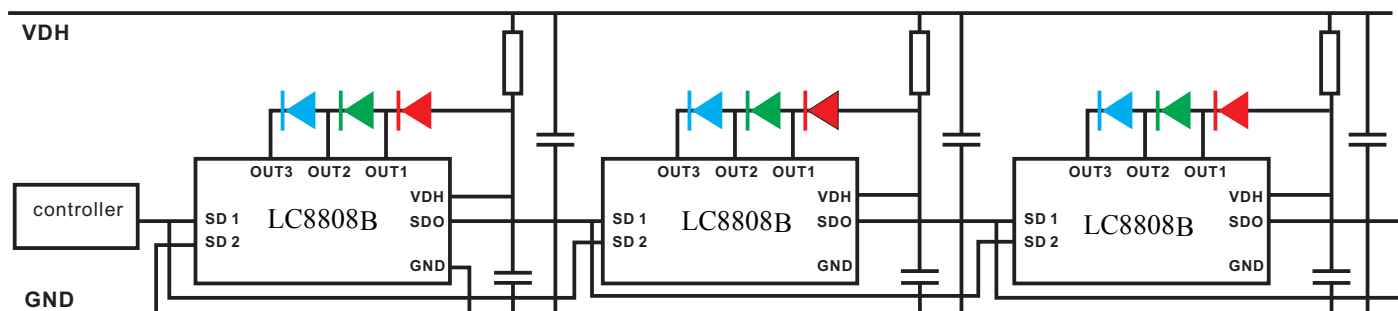 VDH
OUT3 OUT2 OUT1
VDH
controller
SD 1
LC8808B
SDO
SD 2
GND
OUT3 OUT2 OUT1
VDH
SD 1
LC8808B
SDO
SD 2
GND
OUT3 OUT2 OUT1
VDH
SD 1
LC8808B
SDO
SD 2
GND
GND